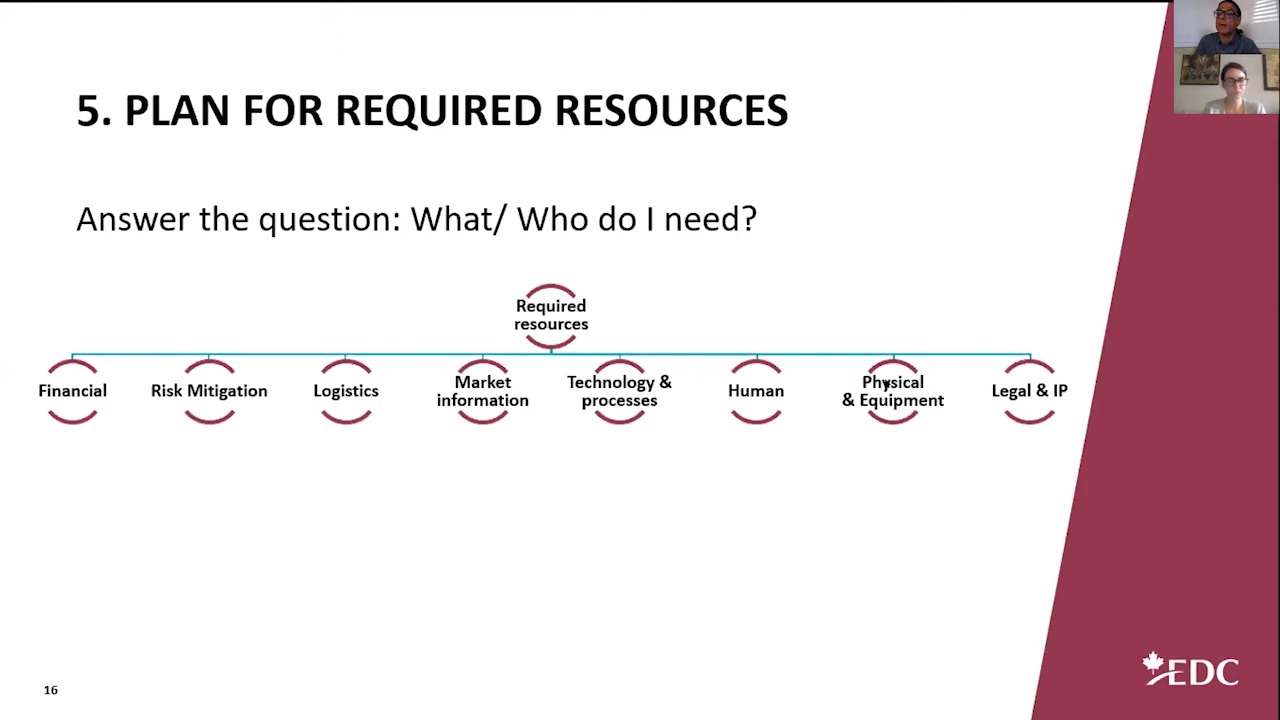 5. PLAN FOR REQUIRED RESOURCES
Answer the question: What/ Who do I need?
Required
resources
Financial
Risk Mitigation
Logistics
Market
information
Technology &
processes
Human
Physical
& Equipment
Legal & IP
16
EDC